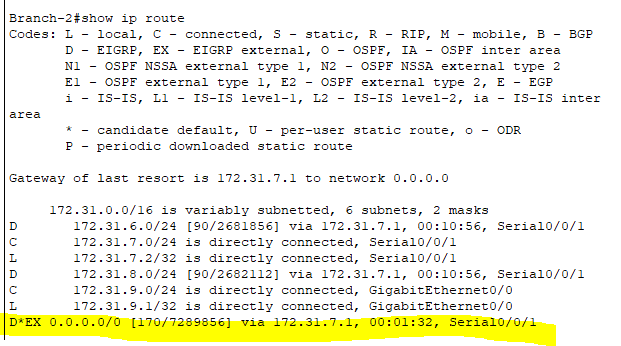 Branch-2#show ip route
Codes: L - local, C - connected, S - static, R - RIP, M - mobile, B - BGP
D - EIGRP, EX - EIGRP external, O - OSPF, IA - OSPF inter area
N1 - OSPF NSSA external type 1, N2 - OSPF NSSA external type 2
E1 - OSPF external type 1, E2 - OSPF external type 2, E - EGP
i - IS-IS, L1 - IS-IS level-1, L2 - IS-IS level-2, ia - IS-IS inter
area
* - candidate default, U - per-user static route, o - ODR
P - periodic downloaded static route
Gateway of last resort is 172.31.7.1 to network 0.0.0.0
172.31.0.0/16 is variably subnetted, 6 subnets, 2 masks
D 172.31.6.0/24 [90/2681856] via 172.31.7.1, 00:10:56, Serial0/0/1
C 172.31.7.0/24 is directly connected, Serial0/0/1
L 172.31.7.2/32 is directly connected, Serial0/0/1
D 172.31.8.0/24 [90/2682112] via 172.31.7.1, 00:10:56, Serial0/0/1
C 172.31.9.0/24 is directly connected, GigabitEthernet0/0
L 172.31.9.1/32 is directly connected, GigabitEthernet0/0
D*EX 0.0.0.0/0 [170/7289856] via 172.31.7.1, 00:01:32, Serial0/0/1